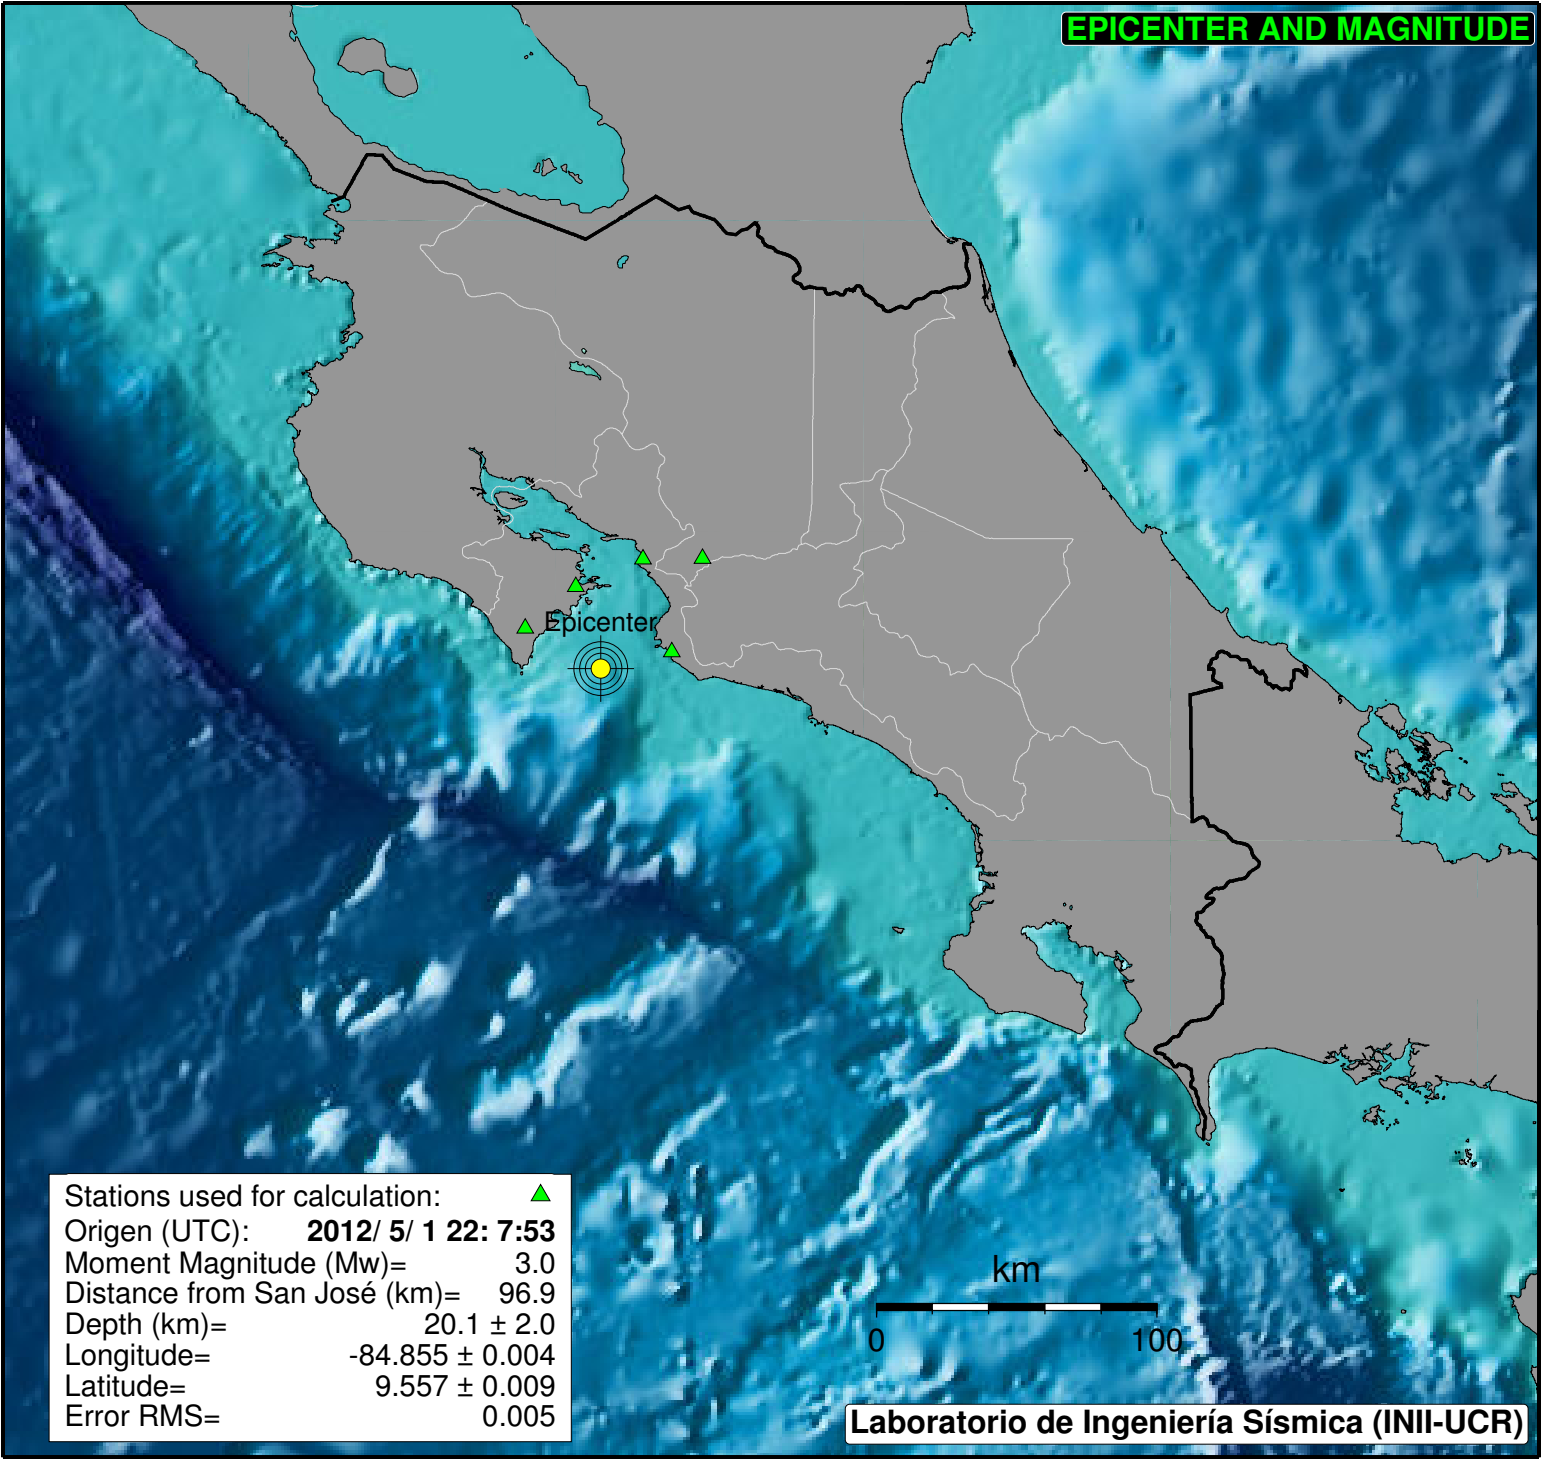 EPICENTER AND MAGNITUDE
Epicenter
Stations used for calculation:
Origen (UTC): 2012/ 5/ 1 22: 7:53
Moment Magnitude (Mw)= 3.0
Distance from San José (km)= 96.9
Depth (km)= 20.1 ± 2.0
Longitude= -84.855 ± 0.004
Latitude= 9.557 ± 0.009
Error RMS= 0.005
km
0 100
Laboratorio de Ingeniería Sísmica (INII-UCR)